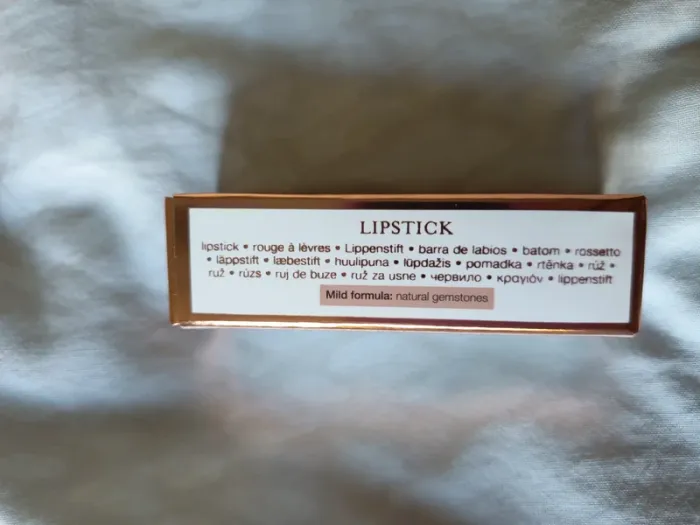 LIPSTICK
lipstick • rouge à lèvres • Lippenstift • barra de labios • batom • rossetto
• läppstift • læbestift • huulipuna • lūpdažis • pomadka • rtěnka • rúž •
ruž • rúzs • ruj de buze • ruž za usne • червило • κραγιόν • lippenstift
Mild formula: natural gemstones